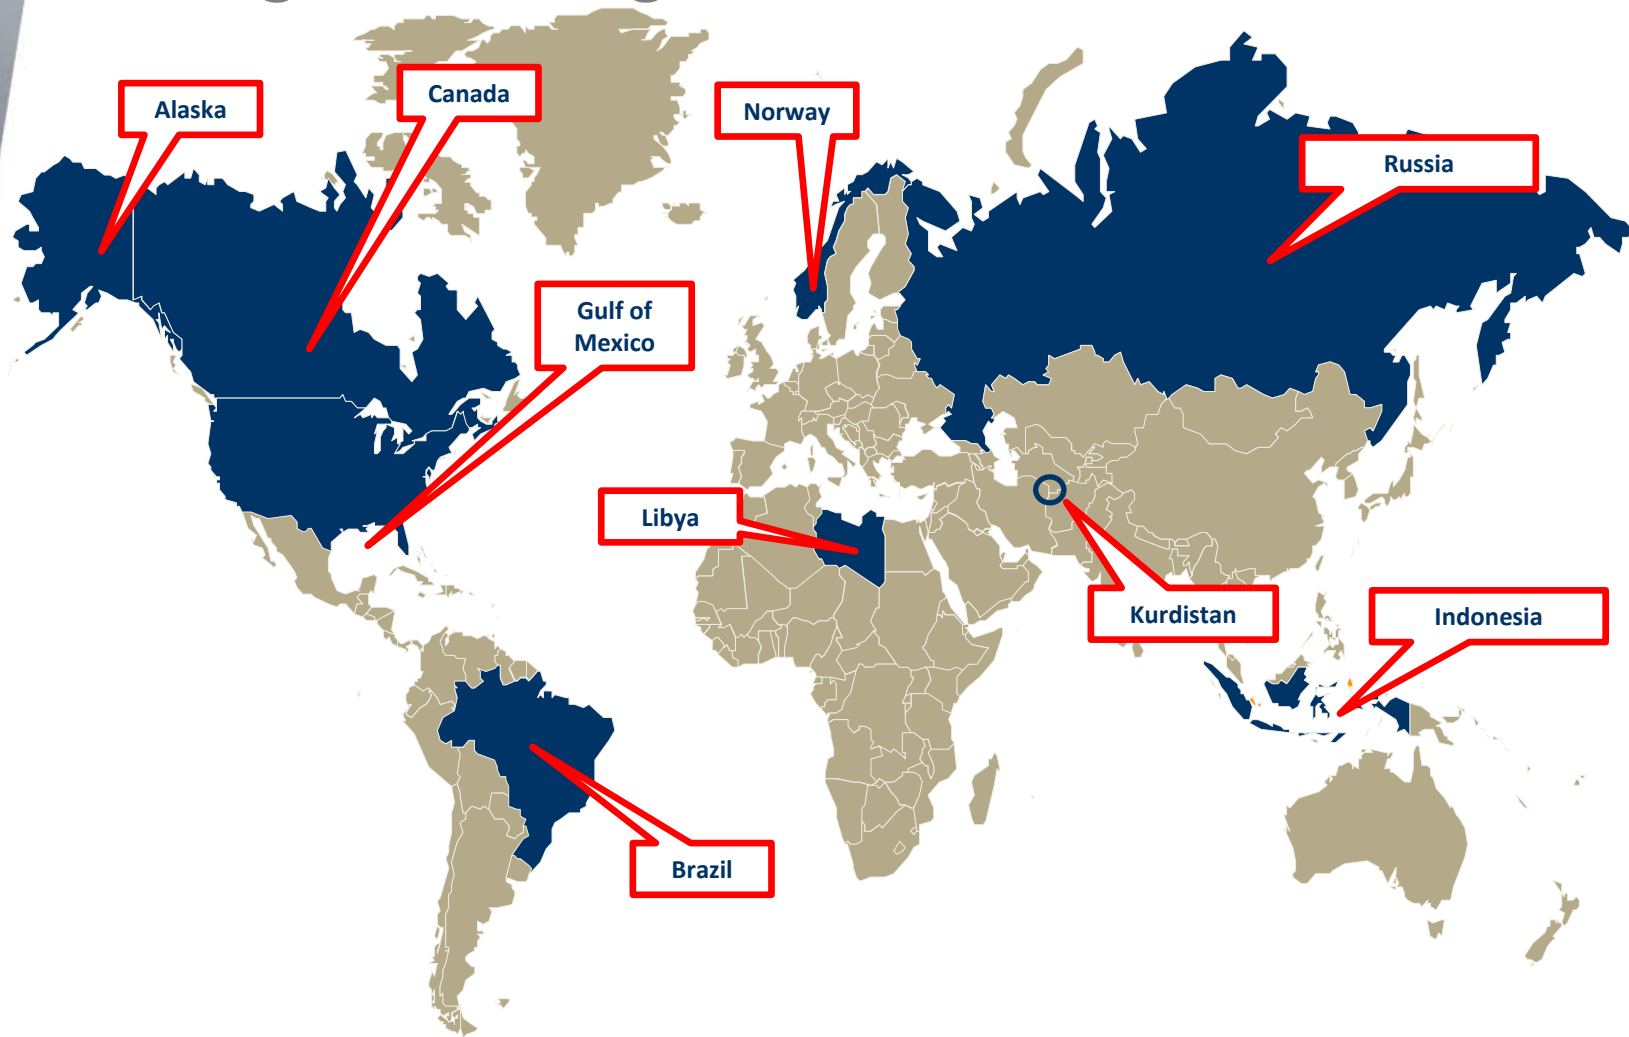 Alaska
Canada
Norway
Russia
Gulf of
Mexico
Libya
Kurdistan
Indonesia
Brazil